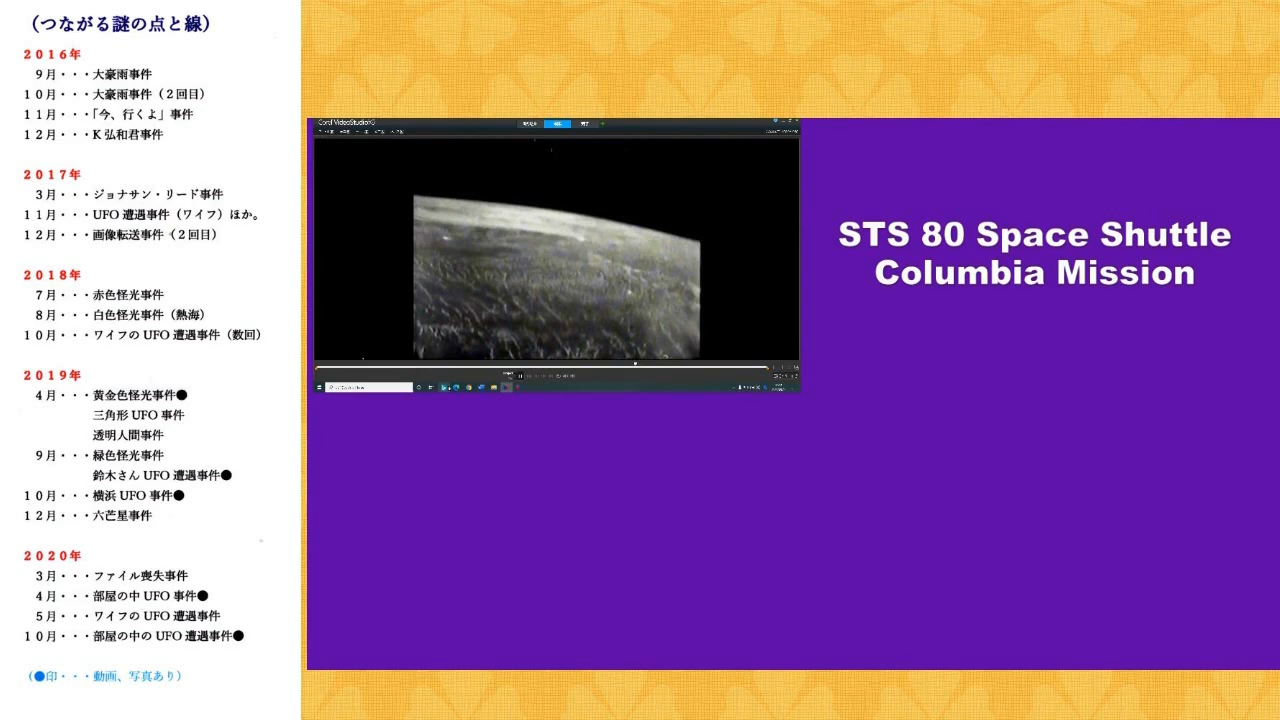 （つながる謎の点と線）
２０１６年
９月・・・大豪雨事件
１０月・・・大豪雨事件（２回目）
１１月・・・「今、行くよ」事件
１２月・・・K 弘和君事件
２０１７年
３月・・・ジョナサン・リード事件
１１月・・・UFO 遭遇事件（ワイフ）ほか。
１２月・・・画像転送事件（２回目）
２０１８年
７月・・・赤色怪光事件
８月・・・白色怪光事件（熱海）
１０月・・・ワイフの UFO 遭遇事件（数回）
２０１９年
４月・・・黄金色怪光事件●
三角形 UFO 事件
透明人間事件
９月・・・緑色怪光事件
鈴木さん UFO 遭遇事件●
１０月・・・横浜 UFO 事件●
１２月・・・六芒星事件
２０２０年
３月・・・ファイル喪失事件
４月・・・部屋の中 UFO 事件●
５月・・・ワイフの UFO 遭遇事件
１０月・・・部屋の中の UFO 遭遇事件●
（●印・・・動画、写真あり）
Corel VideoStudio
STS 80 Space Shuttle
Columbia Mission